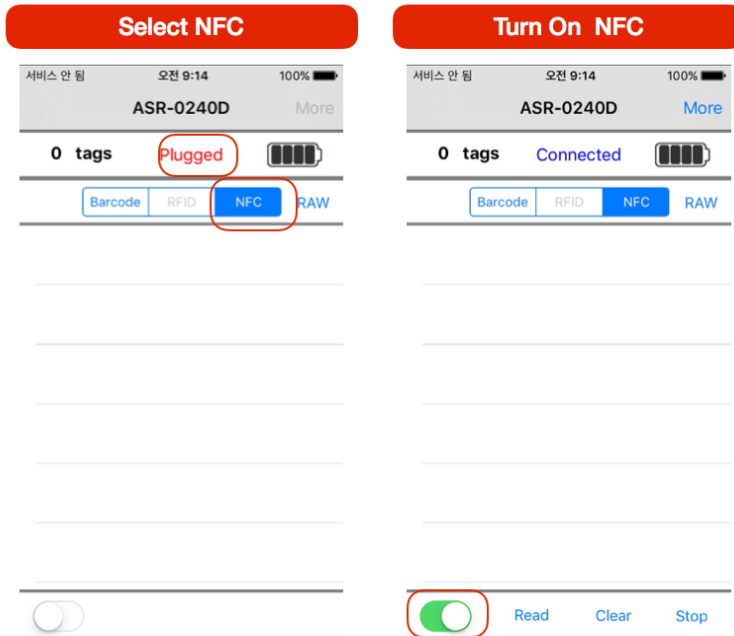 Select NFC
서비스 안 됨 오전 9:14 100%
ASR-0240D More
0 tags Plugged
Barcode RFID NFC RAW
Turn On NFC
서비스 안 됨 오전 9:14 100%
ASR-0240D More
0 tags Connected
Barcode RFID NFC RAW
Read Clear Stop